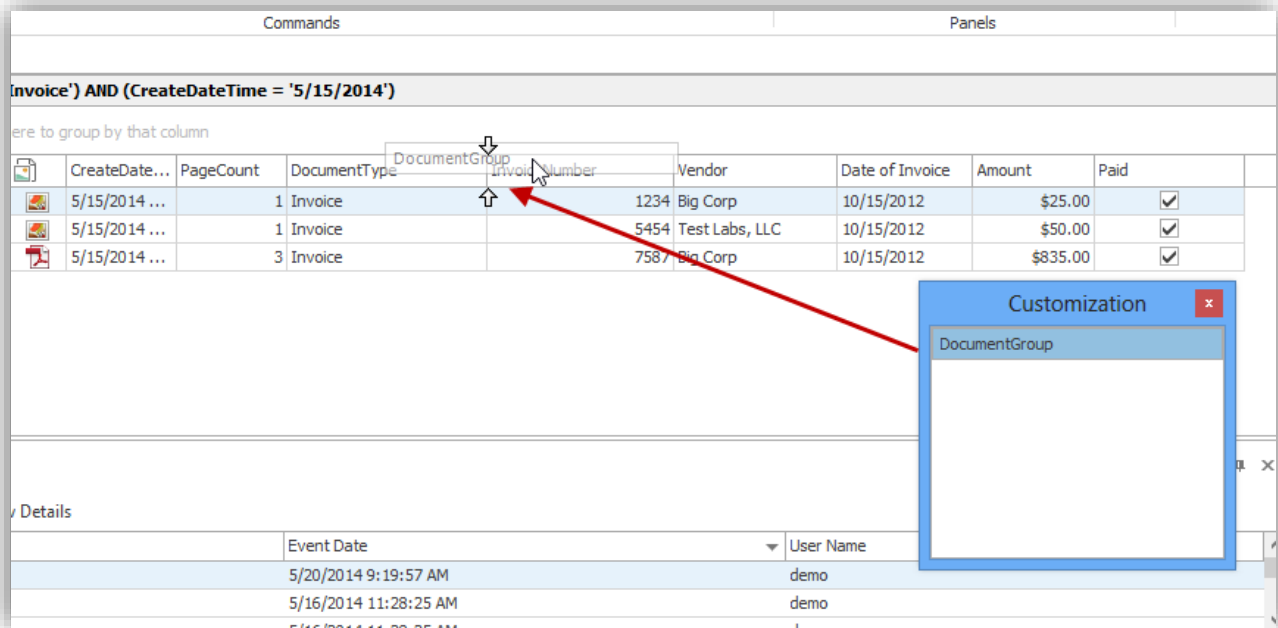 Commands Panels
Invoice') AND (CreateDateTime = '5/15/2014')
ere to group by that column
DocumentGroup
CreateDate... PageCount DocumentType Invoice Number Vendor Date of Invoice Amount Paid
5/15/2014 ... 1 Invoice 1234 Big Corp 10/15/2012 $25.00
5/15/2014 ... 1 Invoice 5454 Test Labs, LLC 10/15/2012 $50.00
5/15/2014 ... 3 Invoice 7587 Big Corp 10/15/2012 $835.00
Customization
x
DocumentGroup
Details
Event Date User Name
5/20/2014 9:19:57 AM demo
5/16/2014 11:28:25 AM demo